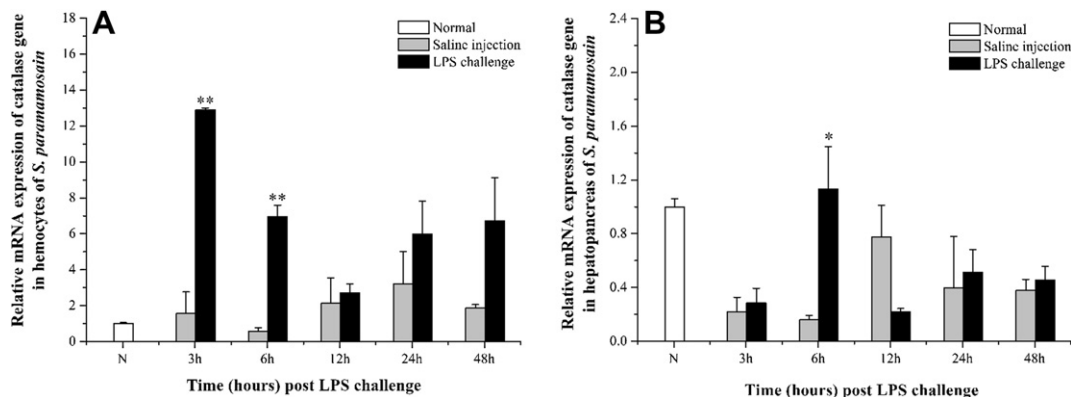 A
Relative mRNA expression of catalase gene
in hemocytes of S. paramamosain
18
16
14
12
10
8
6
4
2
0
Normal
Saline injection
LPS challenge
**
**
N 3h 6h 12h 24h 48h
Time (hours) post LPS challenge
B
Relative mRNA expression of catalase gene
in hepatopancreas of S. paramamosain
2.4
2.0
1.6
1.2
0.8
0.4
0.0
Normal
Saline injection
LPS challenge
*
N 3h 6h 12h 24h 48h
Time (hours) post LPS challenge